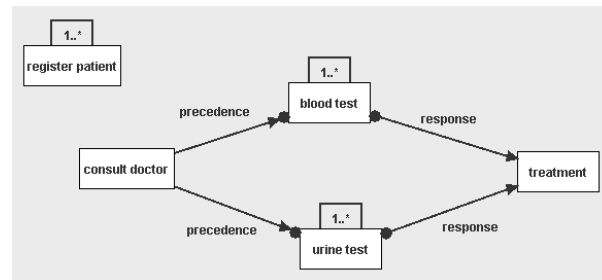 1..*
register patient
1..*
blood test
precedence
response
consult doctor
treatment
1..*
precedence
urine test
response